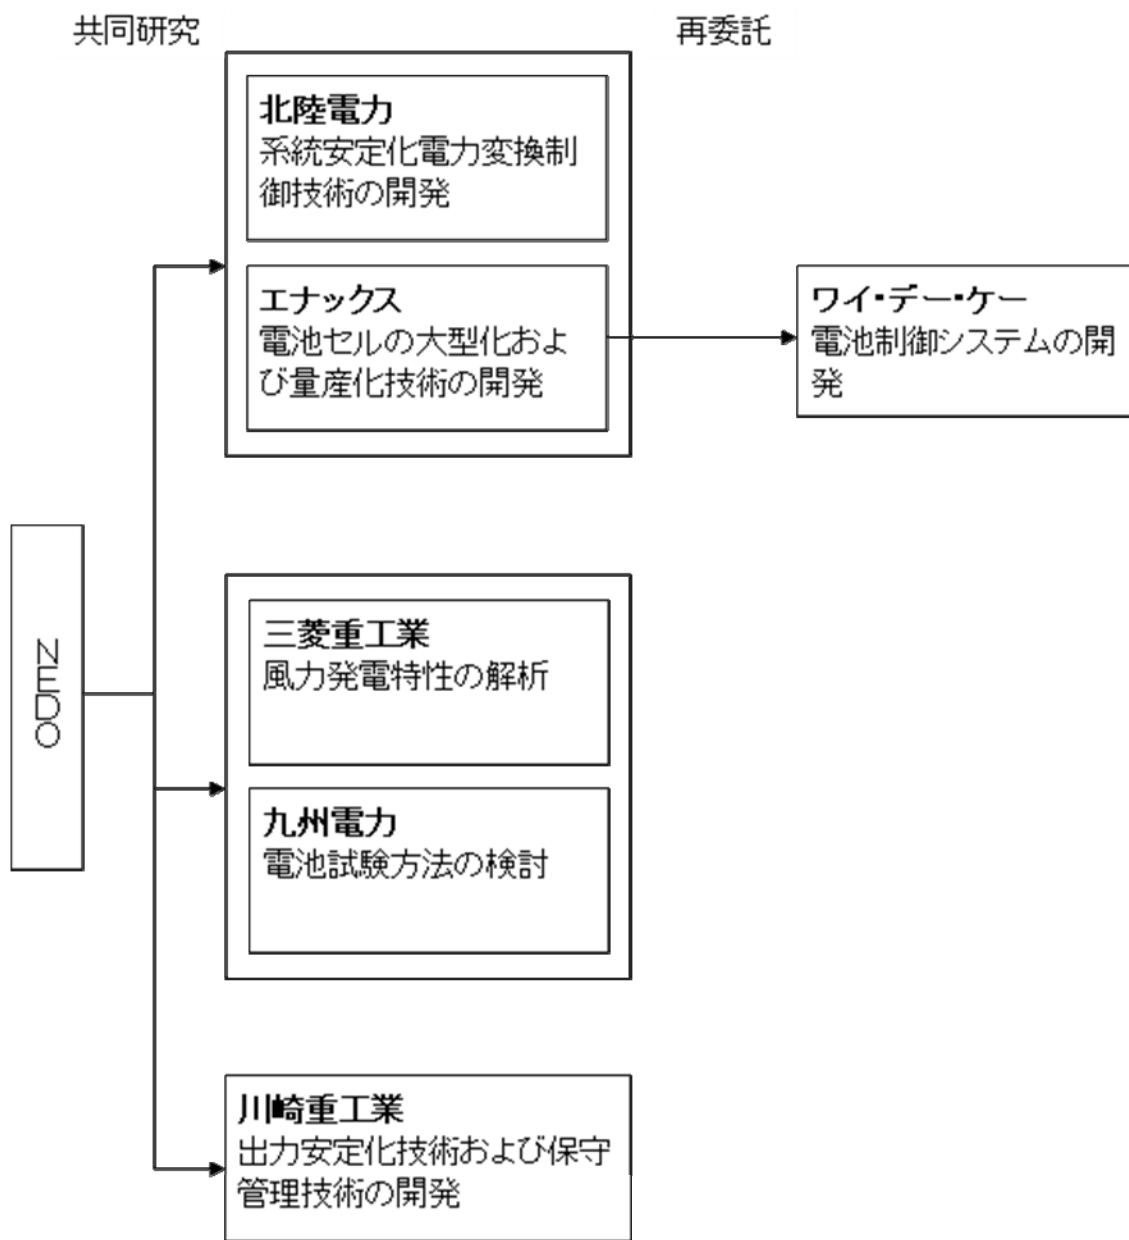 共同研究
再委託
北陸電力
系統安定化電力変換制
御技術の開発
エナックス
電池セルの大型化およ
び量産化技術の開発
ワイ・デー・ケー
電池制御システムの開
発
NEDO
三菱重工業
風力発電特性の解析
九州電力
電池試験方法の検討
川崎重工業
出力安定化技術および保守
管理技術の開発